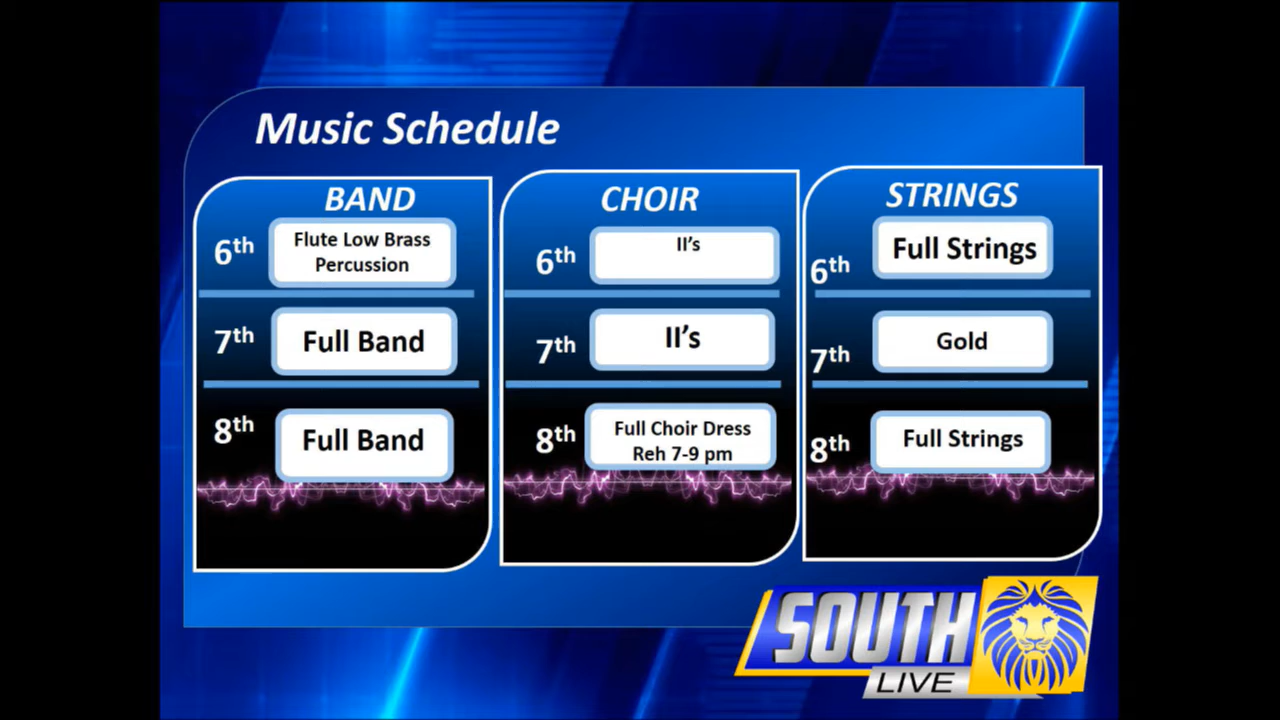 Music Schedule
BAND
6th
Flute Low Brass
Percussion
7th
Full Band
8th
Full Band
CHOIR
6th
II's
7th
II's
8th
Full Choir Dress
Reh 7-9 pm
STRINGS
6th
Full Strings
7th
Gold
8th
Full Strings
SOUTH
LIVE